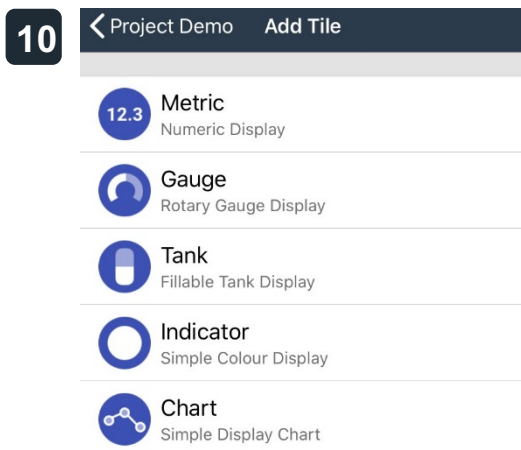 10
Project Demo Add Tile
12.3
Metric
Numeric Display
Gauge
Rotary Gauge Display
Tank
Fillable Tank Display
Indicator
Simple Colour Display
Chart
Simple Display Chart